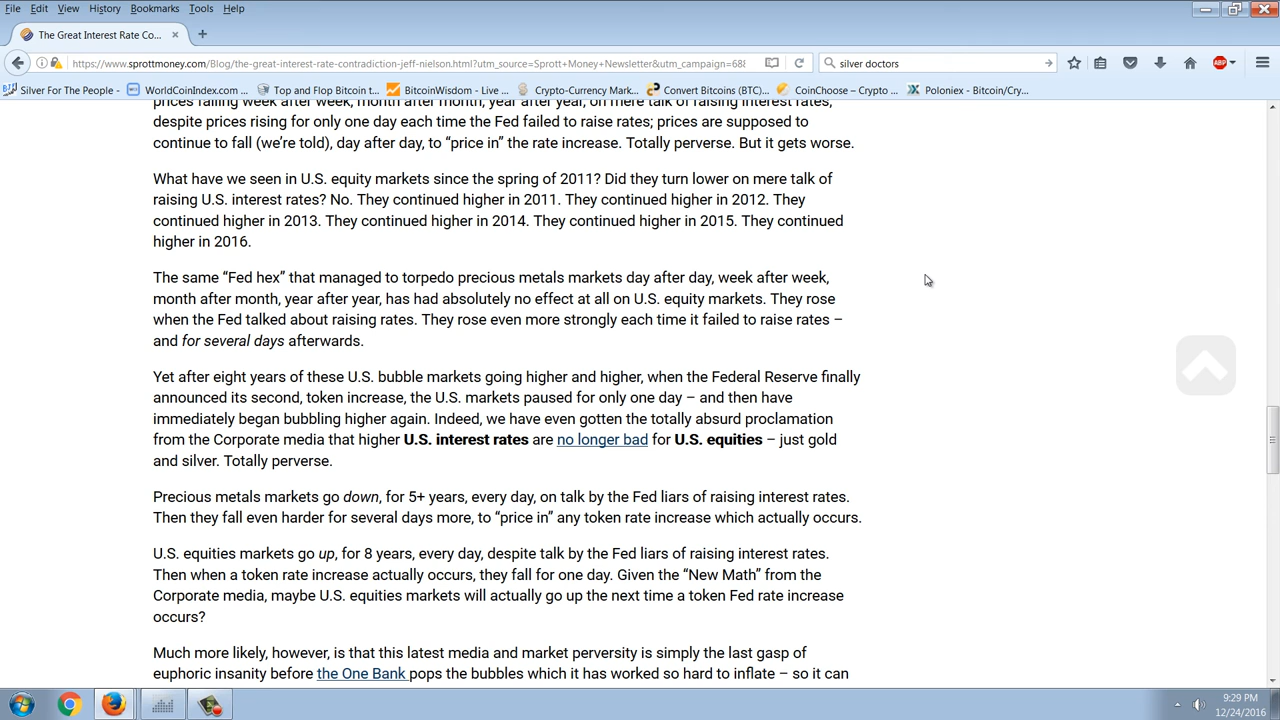 File Edit View History Bookmarks Tools Help
The Great Interest Rate Co...
https://www.sprottmoney.com/Blog/the-great-interest-rate-contradiction-jeff-nielson.html?utm_source=Sprott+Money+Newsletter&utm_campaign=68
silver doctors
ABP
Silver For The People - WorldCoinIndex.com ... Top and Flop Bitcoin t... BitcoinWisdom - Live ... Crypto-Currency Mark... Convert Bitcoins (BTC)... CoinChoose – Crypto ... Poloniex - Bitcoin/Cry...
prices falling week after week, month after month, year after year, on mere talk of raising interest rates,
despite prices rising for only one day each time the Fed failed to raise rates; prices are supposed to
continue to fall (we’re told), day after day, to “price in” the rate increase. Totally perverse. But it gets worse.
What have we seen in U.S. equity markets since the spring of 2011? Did they turn lower on mere talk of
raising U.S. interest rates? No. They continued higher in 2011. They continued higher in 2012. They
continued higher in 2013. They continued higher in 2014. They continued higher in 2015. They continued
higher in 2016.
The same “Fed hex” that managed to torpedo precious metals markets day after day, week after week,
month after month, year after year, has had absolutely no effect at all on U.S. equity markets. They rose
when the Fed talked about raising rates. They rose even more strongly each time it failed to raise rates –
and for several days afterwards.
Yet after eight years of these U.S. bubble markets going higher and higher, when the Federal Reserve finally
announced its second, token increase, the U.S. markets paused for only one day – and then have
immediately began bubbling higher again. Indeed, we have even gotten the totally absurd proclamation
from the Corporate media that higher U.S. interest rates are no longer bad for U.S. equities – just gold
and silver. Totally perverse.
Precious metals markets go down, for 5+ years, every day, on talk by the Fed liars of raising interest rates.
Then they fall even harder for several days more, to “price in” any token rate increase which actually occurs.
U.S. equities markets go up, for 8 years, every day, despite talk by the Fed liars of raising interest rates.
Then when a token rate increase actually occurs, they fall for one day. Given the “New Math” from the
Corporate media, maybe U.S. equities markets will actually go up the next time a token Fed rate increase
occurs?
Much more likely, however, is that this latest media and market perversity is simply the last gasp of
euphoric insanity before the One Bank pops the bubbles which it has worked so hard to inflate – so it can
9:29 PM
12/24/2016